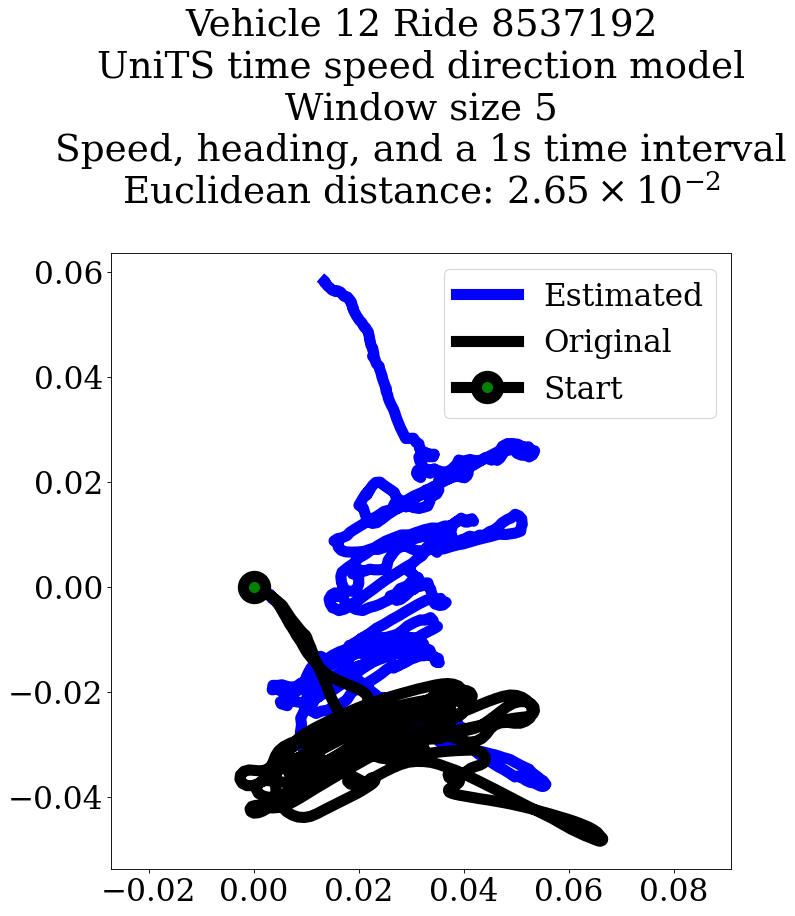 Vehicle 12 Ride 8537192
UniTS time speed direction model
Window size 5
Speed, heading, and a 1s time interval
Euclidean distance: 2.65 × 10⁻²
Estimated
Original
Start
0.06
0.04
0.02
0.00
−0.02
−0.04
−0.02 0.00 0.02 0.04 0.06 0.08